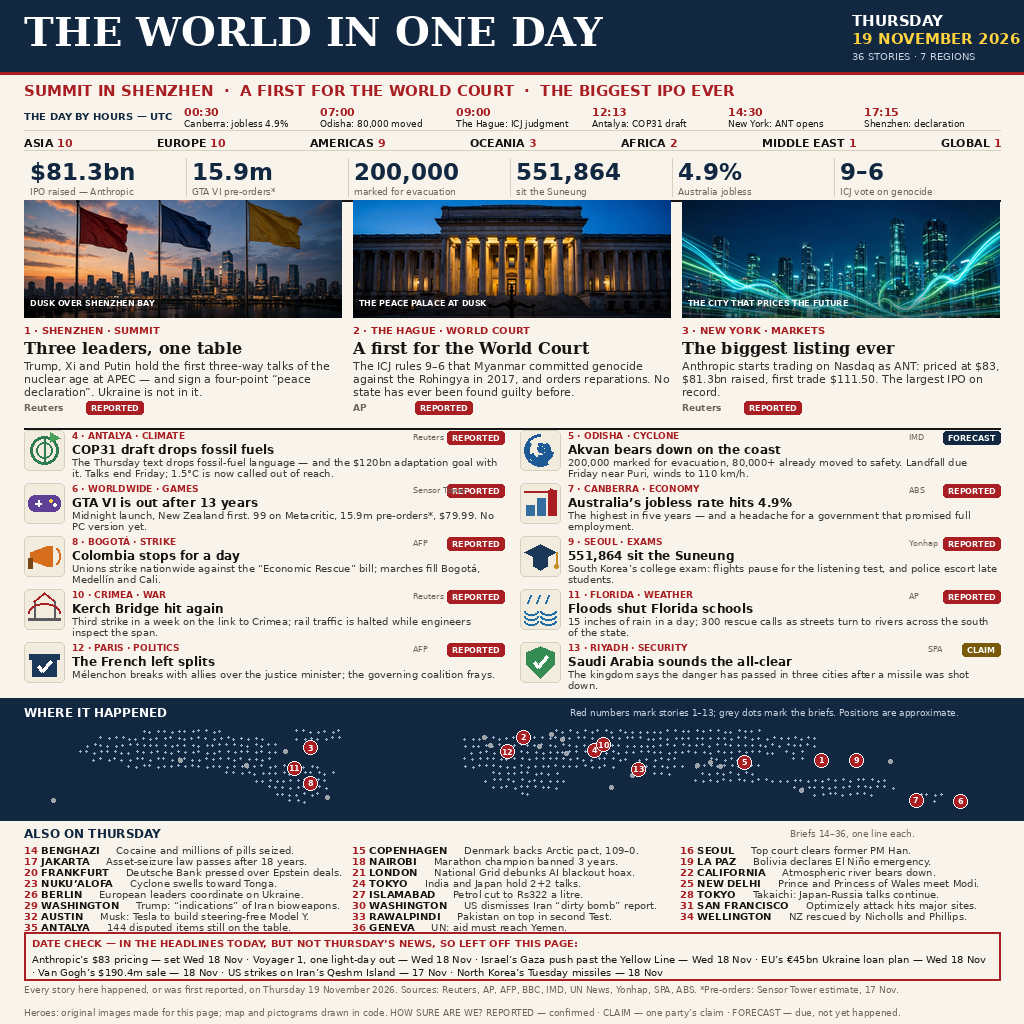 THE WORLD IN ONE DAY
THURSDAY
19 NOVEMBER 2026
36 STORIES · 7 REGIONS
SUMMIT IN SHENZHEN · A FIRST FOR THE WORLD COURT · THE BIGGEST IPO EVER
THE DAY BY HOURS — UTC
00:30
Canberra: jobless 4.9%
07:00
Odisha: 80,000 moved
09:00
The Hague: ICJ judgment
12:13
Antalya: COP31 draft
14:30
New York: ANT opens
17:15
Shenzhen: declaration
ASIA 10 EUROPE 10 AMERICAS 9 OCEANIA 3 AFRICA 2 MIDDLE EAST 1 GLOBAL 1
$81.3bn
IPO raised — Anthropic
15.9m
GTA VI pre-orders*
200,000
marked for evacuation
551,864
sit the Suneung
4.9%
Australia jobless
9–6
ICJ vote on genocide
DUSK OVER SHENZHEN BAY
THE PEACE PALACE AT DUSK
THE CITY THAT PRICES THE FUTURE
1 · SHENZHEN · SUMMIT
Three leaders, one table
Trump, Xi and Putin hold the first three-way talks of the
nuclear age at APEC — and sign a four-point “peace
declaration”. Ukraine is not in it.
Reuters REPORTED
2 · THE HAGUE · WORLD COURT
A first for the World Court
The ICJ rules 9–6 that Myanmar committed genocide
against the Rohingya in 2017, and orders reparations. No
state has ever been found guilty before.
AP REPORTED
3 · NEW YORK · MARKETS
The biggest listing ever
Anthropic starts trading on Nasdaq as ANT: priced at $83,
$81.3bn raised, first trade $111.50. The largest IPO on
record.
Reuters REPORTED
4 · ANTALYA · CLIMATE Reuters REPORTED
COP31 draft drops fossil fuels
The Thursday text drops fossil-fuel language — and the $120bn adaptation goal with
it. Talks end Friday; 1.5°C is now called out of reach.
5 · ODISHA · CYCLONE IMD FORECAST
Akvan bears down on the coast
200,000 marked for evacuation, 80,000+ already moved to safety. Landfall due
Friday near Puri, winds to 110 km/h.
6 · WORLDWIDE · GAMES Sensor REPORTED
GTA VI is out after 13 years
Midnight launch, New Zealand first. 99 on Metacritic, 15.9m pre-orders*, $79.99. No
PC version yet.
7 · CANBERRA · ECONOMY ABS REPORTED
Australia’s jobless rate hits 4.9%
The highest in five years — and a headache for a government that promised full
employment.
8 · BOGOTÁ · STRIKE AFP REPORTED
Colombia stops for a day
Unions strike nationwide against the “Economic Rescue” bill; marches fill Bogotá,
Medellín and Cali.
9 · SEOUL · EXAMS Yonhap REPORTED
551,864 sit the Suneung
South Korea’s college exam: flights pause for the listening test, and police escort late
students.
10 · CRIMEA · WAR Reuters REPORTED
Kerch Bridge hit again
Third strike in a week on the link to Crimea; rail traffic is halted while engineers
inspect the span.
11 · FLORIDA · WEATHER AP REPORTED
Floods shut Florida schools
15 inches of rain in a day; 300 rescue calls as streets turn to rivers across the south
of the state.
12 · PARIS · POLITICS AFP REPORTED
The French left splits
Mélenchon breaks with allies over the justice minister; the governing coalition frays.
13 · RIYADH · SECURITY SPA CLAIM
Saudi Arabia sounds the all-clear
The kingdom says the danger has passed in three cities after a missile was shot
down.
WHERE IT HAPPENED
Red numbers mark stories 1–13; grey dots mark the briefs. Positions are approximate.
3
11
8
2
12
4
10
13
5
1
9
7
6
ALSO ON THURSDAY
Briefs 14–36, one line each.
14 BENGHAZI Cocaine and millions of pills seized.
15 COPENHAGEN Denmark backs Arctic pact, 109–0.
16 SEOUL Top court clears former PM Han.
17 JAKARTA Asset-seizure law passes after 18 years.
18 NAIROBI Marathon champion banned 3 years.
19 LA PAZ Bolivia declares El Niño emergency.
20 FRANKFURT Deutsche Bank pressed over Epstein deals.
21 LONDON National Grid debunks AI blackout hoax.
22 CALIFORNIA Atmospheric river bears down.
23 NUKU’ALOFA Cyclone swells toward Tonga.
24 TOKYO India and Japan hold 2+2 talks.
25 NEW DELHI Prince and Princess of Wales meet Modi.
26 BERLIN European leaders coordinate on Ukraine.
27 ISLAMABAD Petrol cut to Rs322 a litre.
28 TOKYO Takaichi: Japan-Russia talks continue.
29 WASHINGTON Trump: “indications” of Iran bioweapons.
30 WASHINGTON US dismisses Iran “dirty bomb” report.
31 SAN FRANCISCO Optimizely attack hits major sites.
32 AUSTIN Musk: Tesla to build steering-free Model Y.
33 RAWALPINDI Pakistan on top in second Test.
34 WELLINGTON NZ rescued by Nicholls and Phillips.
35 ANTALYA 144 disputed items still on the table.
36 GENEVA UN: aid must reach Yemen.
DATE CHECK — IN THE HEADLINES TODAY, BUT NOT THURSDAY’S NEWS, SO LEFT OFF THIS PAGE:
Anthropic’s $83 pricing — set Wed 18 Nov · Voyager 1, one light-day out — Wed 18 Nov · Israel’s Gaza push past the Yellow Line — Wed 18 Nov · EU’s €45bn Ukraine loan plan — Wed 18 Nov
· Van Gogh’s $190.4m sale — 18 Nov · US strikes on Iran’s Qeshm Island — 17 Nov · North Korea’s Tuesday missiles — 18 Nov
Every story here happened, or was first reported, on Thursday 19 November 2026. Sources: Reuters, AP, AFP, BBC, IMD, UN News, Yonhap, SPA, ABS. *Pre-orders: Sensor Tower estimate, 17 Nov.
Heroes: original images made for this page; map and pictograms drawn in code. HOW SURE ARE WE? REPORTED — confirmed · CLAIM — one party’s claim · FORECAST — due, not yet happened.